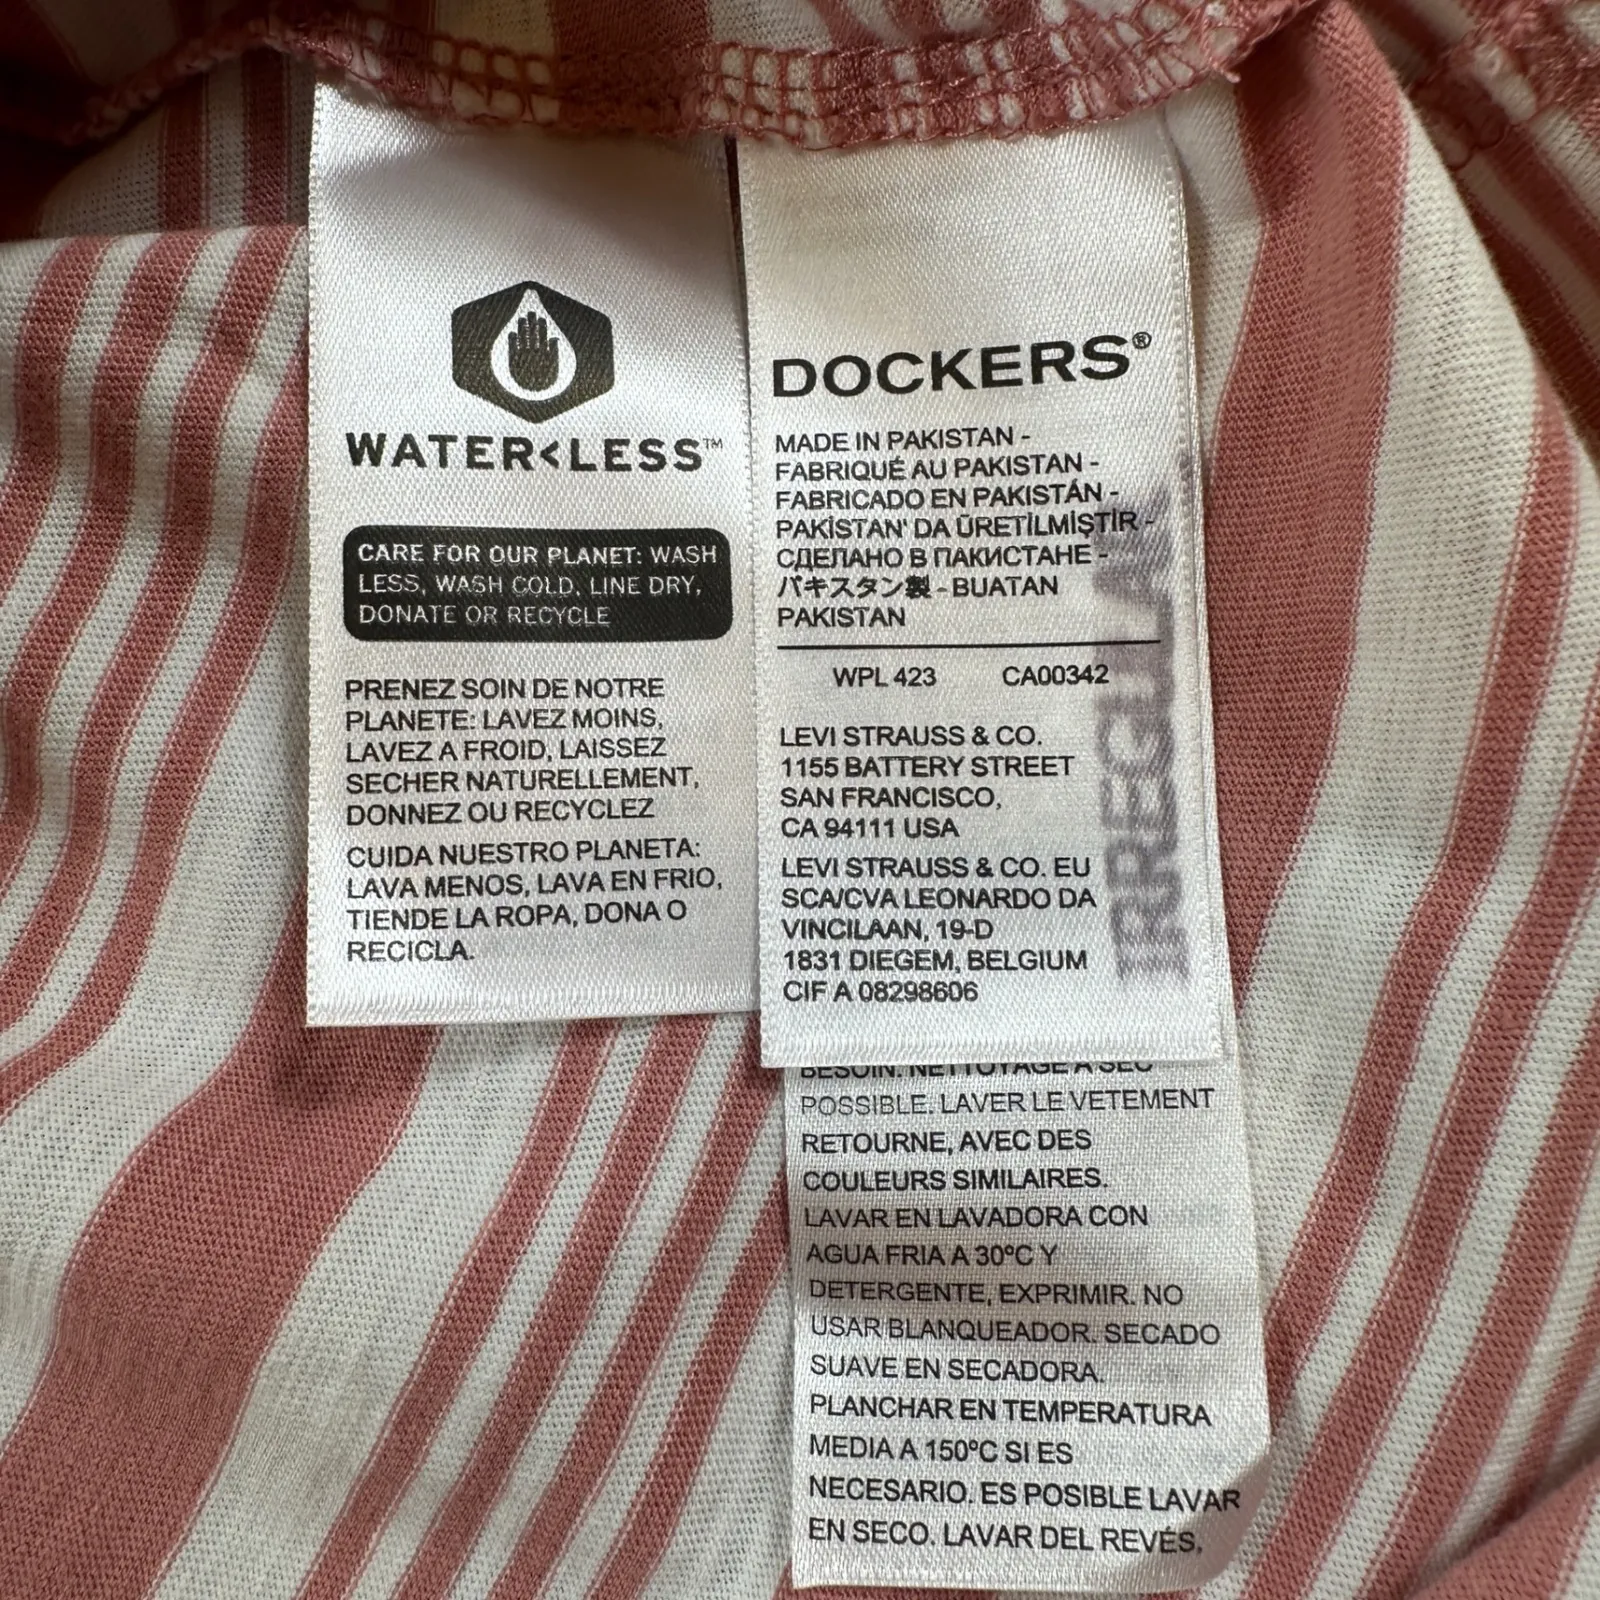 WATER<LESS™
CARE FOR OUR PLANET: WASH
LESS, WASH COLD, LINE DRY,
DONATE OR RECYCLE
PRENEZ SOIN DE NOTRE
PLANETE: LAVEZ MOINS,
LAVEZ A FROID, LAISSEZ
SECHER NATURELLEMENT,
DONNEZ OU RECYCLEZ
CUIDA NUESTRO PLANETA:
LAVA MENOS, LAVA EN FRIO,
TIENDE LA ROPA, DONA O
RECICLA.
DOCKERS®
MADE IN PAKISTAN -
FABRIQUÉ AU PAKISTAN -
FABRICADO EN PAKISTÁN -
PAKİSTAN' DA ÜRETİLMİŞTİR -
СДЕЛАНО В ПАКИСТАНЕ -
パキスタン製 - BUATAN
PAKISTAN
WPL 423 CA00342
LEVI STRAUSS & CO.
1155 BATTERY STREET
SAN FRANCISCO,
CA 94111 USA
LEVI STRAUSS & CO. EU
SCA/CVA LEONARDO DA
VINCILAAN, 19-D
1831 DIEGEM, BELGIUM
CIF A 08298606
IRREGULAR
BESOIN. NETTOYAGE A SEC
POSSIBLE. LAVER LE VETEMENT
RETOURNE, AVEC DES
COULEURS SIMILAIRES.
LAVAR EN LAVADORA CON
AGUA FRIA A 30ºC Y
DETERGENTE, EXPRIMIR. NO
USAR BLANQUEADOR. SECADO
SUAVE EN SECADORA.
PLANCHAR EN TEMPERATURA
MEDIA A 150ºC SI ES
NECESARIO. ES POSIBLE LAVAR
EN SECO. LAVAR DEL REVÉS.